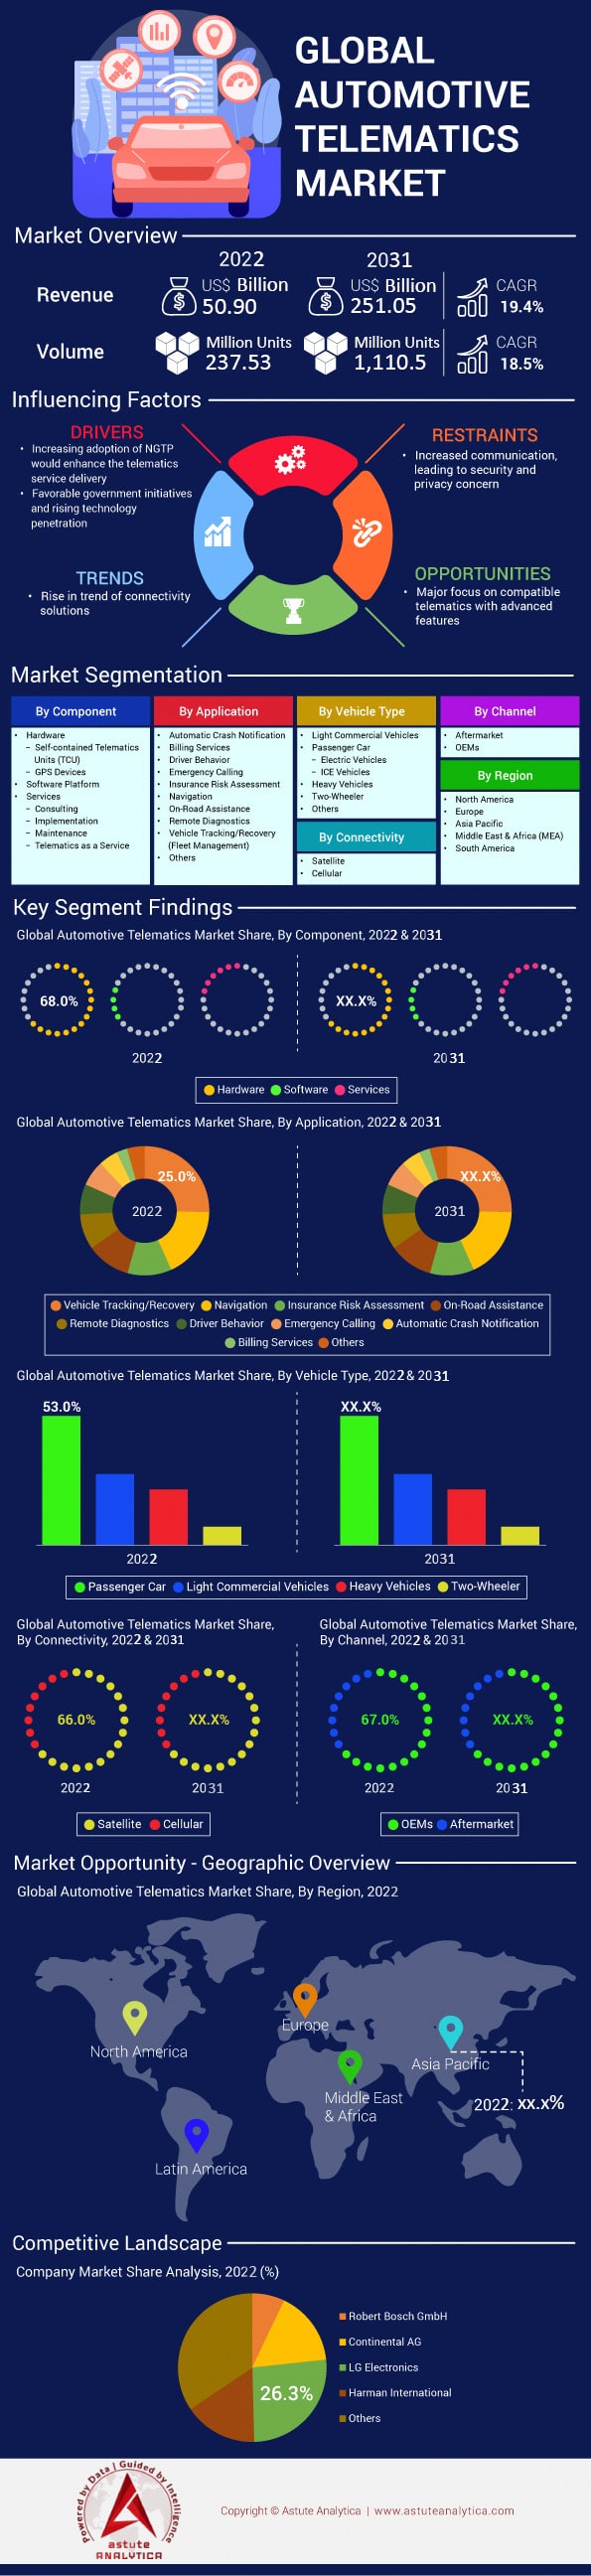 GLOBAL
AUTOMOTIVE
TELEMATICS
MARKET
Market Overview
2022
2031
Revenue
US$ Billion
50.90
US$ Billion
251.05
CAGR
19.4%
Volume
Million Units
237.53
Million Units
1,110.5
CAGR
18.5%
Influencing Factors
DRIVERS
• Increasing adoption of NGTP
would enhance the telematics
service delivery
• Favorable government initiatives
and rising technology
penetration
RESTRAINTS
• Increased communication,
leading to security and
privacy concern
TRENDS
• Rise in trend of connectivity
solutions
OPPORTUNITIES
• Major focus on compatible
telematics with advanced
features
Market Segmentation
By Component
• Hardware
– Self-contained Telematics
Units (TCU)
– GPS Devices
• Software Platform
• Services
– Consulting
– Implementation
– Maintenance
– Telematics as a Service
By Application
• Automatic Crash Notification
• Billing Services
• Driver Behavior
• Emergency Calling
• Insurance Risk Assessment
• Navigation
• On-Road Assistance
• Remote Diagnostics
• Vehicle Tracking/Recovery
(Fleet Management)
• Others
By Vehicle Type
• Light Commercial Vehicles
• Passenger Car
– Electric Vehicles
– ICE Vehicles
• Heavy Vehicles
• Two-Wheeler
• Others
By Connectivity
• Satellite
• Cellular
By Channel
• Aftermarket
• OEMs
By Region
• North America
• Europe
• Asia Pacific
• Middle East & Africa (MEA)
• South America
Key Segment Findings
Global Automotive Telematics Market Share, By Component, 2022 & 2031
68.0%
XX.X%
2022
2031
Hardware Software Services
Global Automotive Telematics Market Share, By Application, 2022 & 2031
25.0%
2022
XX.X%
2031
Vehicle Tracking/Recovery Navigation Insurance Risk Assessment On-Road Assistance
Remote Diagnostics Driver Behavior Emergency Calling Automatic Crash Notification
Billing Services Others
Global Automotive Telematics Market Share, By Vehicle Type, 2022 & 2031
53.0%
XX.X%
2022
2031
Passenger Car Light Commercial Vehicles Heavy Vehicles Two-Wheeler
Global Automotive Telematics Market Share,
By Connectivity, 2022 & 2031
66.0%
XX.X%
2022
2031
Satellite Cellular
Global Automotive Telematics Market Share,
By Channel, 2022 & 2031
67.0%
XX.X%
2022
2031
OEMs Aftermarket
Market Opportunity - Geographic Overview
Global Automotive Telematics Market Share, By Region, 2022
North America
Europe
Asia Pacific
Middle East
& Africa
2022: XX.X%
Latin America
Competitive Landscape
Company Market Share Analysis, 2022 (%)
26.3%
Robert Bosch GmbH
Continental AG
LG Electronics
Harman International
Others
Powered by Data | Guided by Intelligence
astute
ANALYTICA
Copyright © Astute Analytica | www.astuteanalytica.com